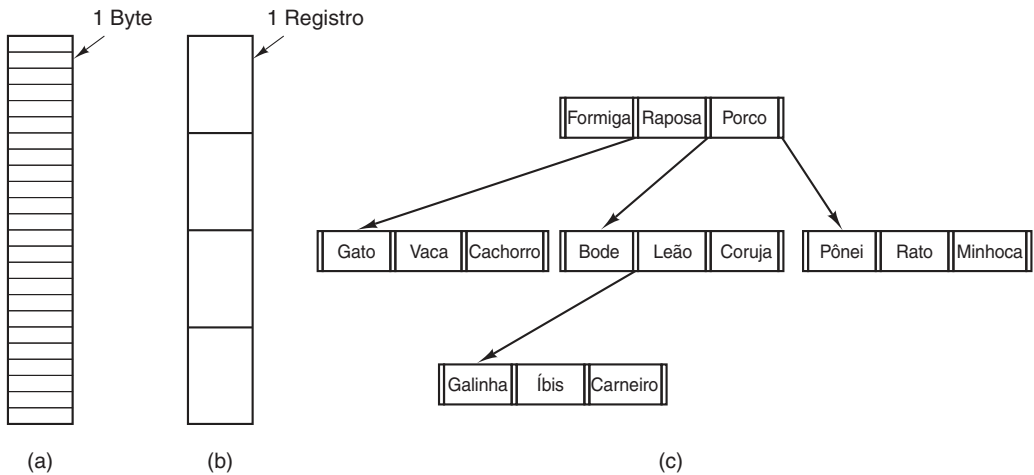 1 Byte
1 Registro
Formiga Raposa Porco
Gato Vaca Cachorro
Bode Leão Coruja
Pônei Rato Minhoca
Galinha Íbis Carneiro
(a)
(b)
(c)